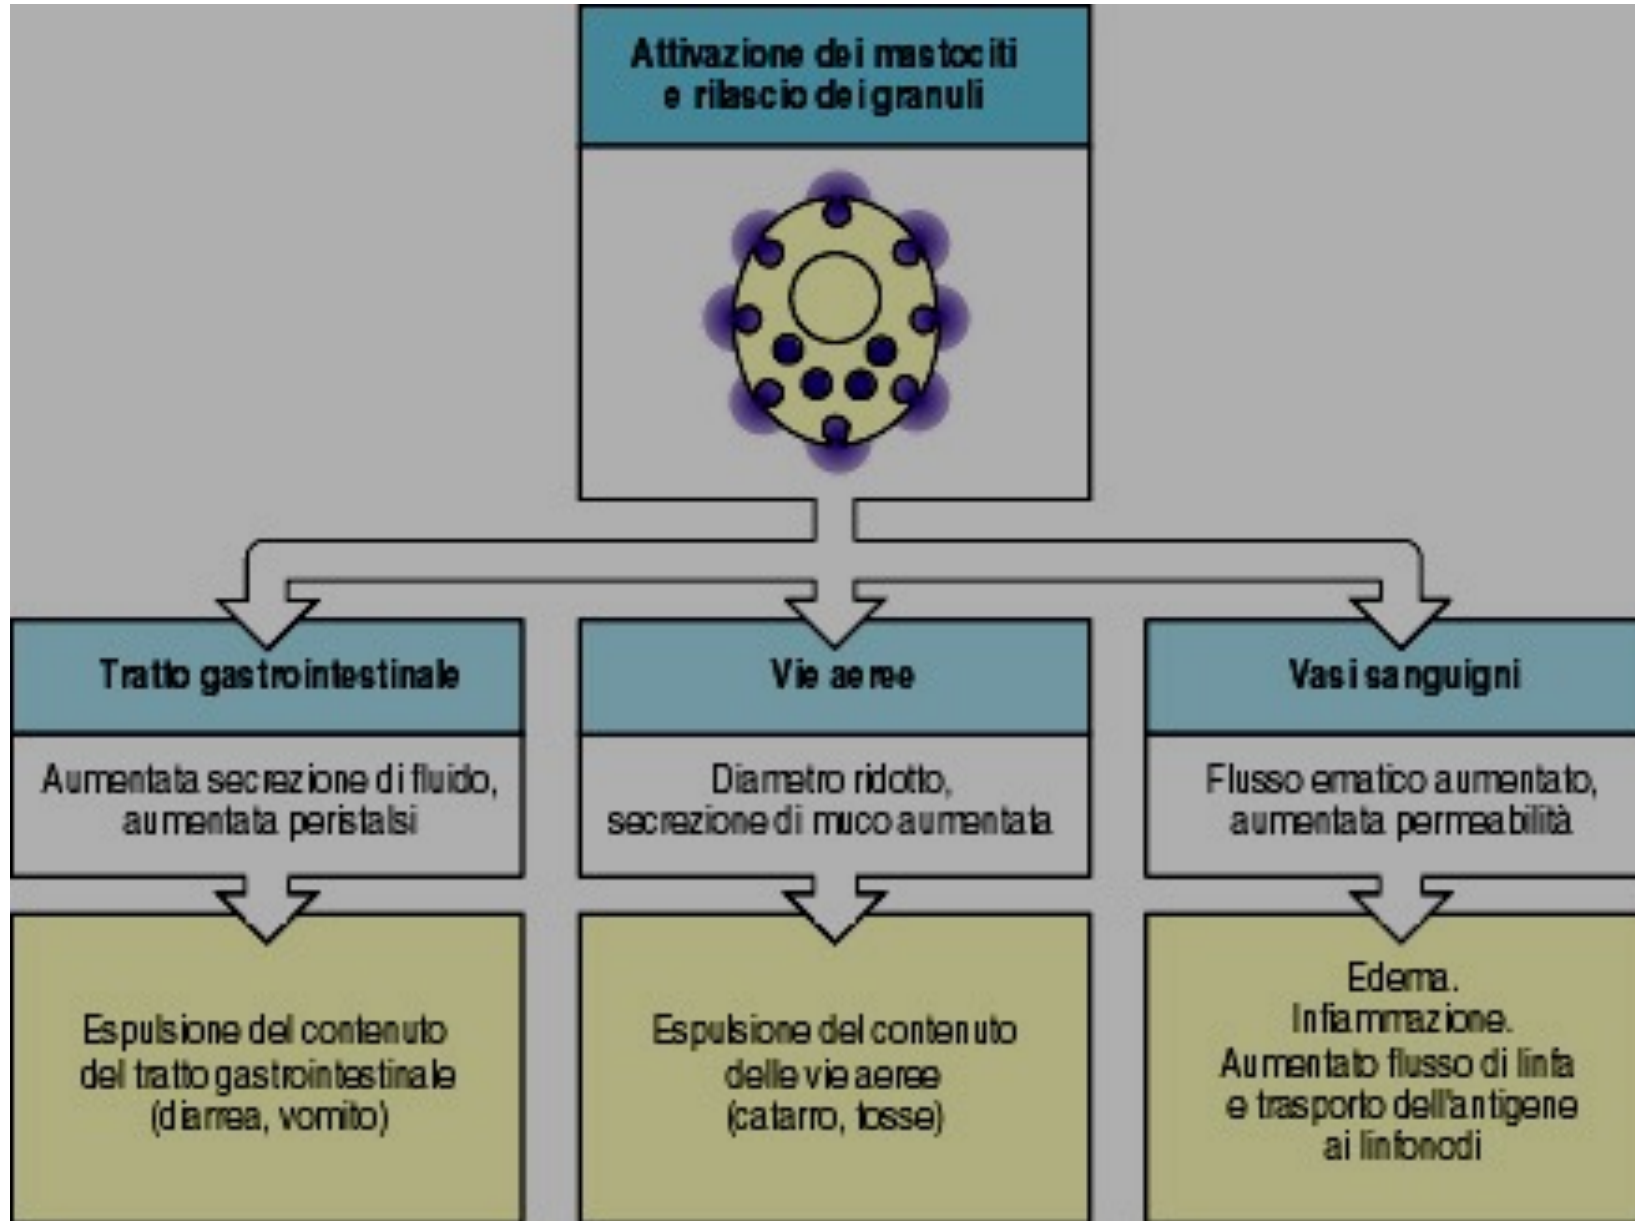 Attivazione dei mastociti
e rilascio dei granuli
Tratto gastrointestinale
Aumentata secrezione di fluido,
aumentata peristalsi
Espulsione del contenuto
del tratto gastrointestinale
(diarrea, vomito)
Vie aeree
Diametro ridotto,
secrezione di muco aumentata
Espulsione del contenuto
delle vie aeree
(catarro, tosse)
Vasi sanguigni
Flusso ematico aumentato,
aumentata permeabilità
Edema.
Infiammazione.
Aumentato flusso di linfa
e trasporto dell'antigene
ai linfonodi